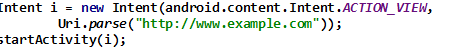 Intent i = new Intent(android.content.Intent.ACTION_VIEW,
Uri.parse("http://www.example.com"));
startActivity(i);